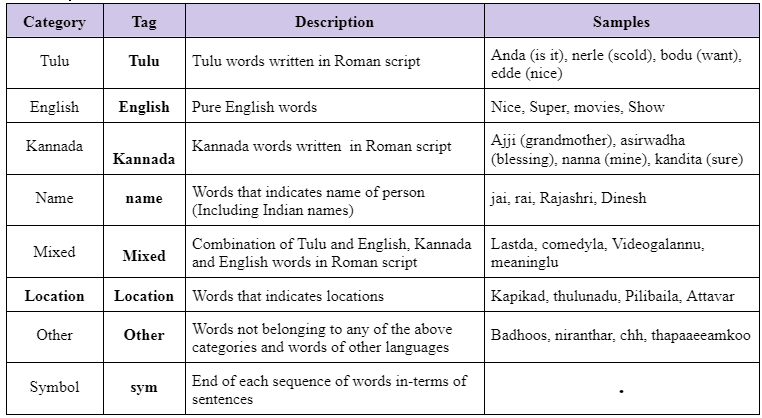 Category Tag Description Samples
Tulu Tulu Tulu words written in Roman script Anda (is it), nerle (scold), bodu (want),
edde (nice)
English English Pure English words Nice, Super, movies, Show
Kannada Kannada Kannada words written in Roman script Ajji (grandmother), asirwadha
(blessing), nanna (mine), kandita (sure)
Name name Words that indicates name of person
(Including Indian names) jai, rai, Rajashri, Dinesh
Mixed Mixed Combination of Tulu and English, Kannada
and English words in Roman script Lastda, comedyla, Videogalannu,
meaninglu
Location Location Words that indicates locations Kapikad, thulunadu, Pilibaila, Attavar
Other Other Words not belonging to any of the above
categories and words of other languages Badhoos, niranthar, chh, thapaaeeamkoo
Symbol sym End of each sequence of words in-terms of
sentences .